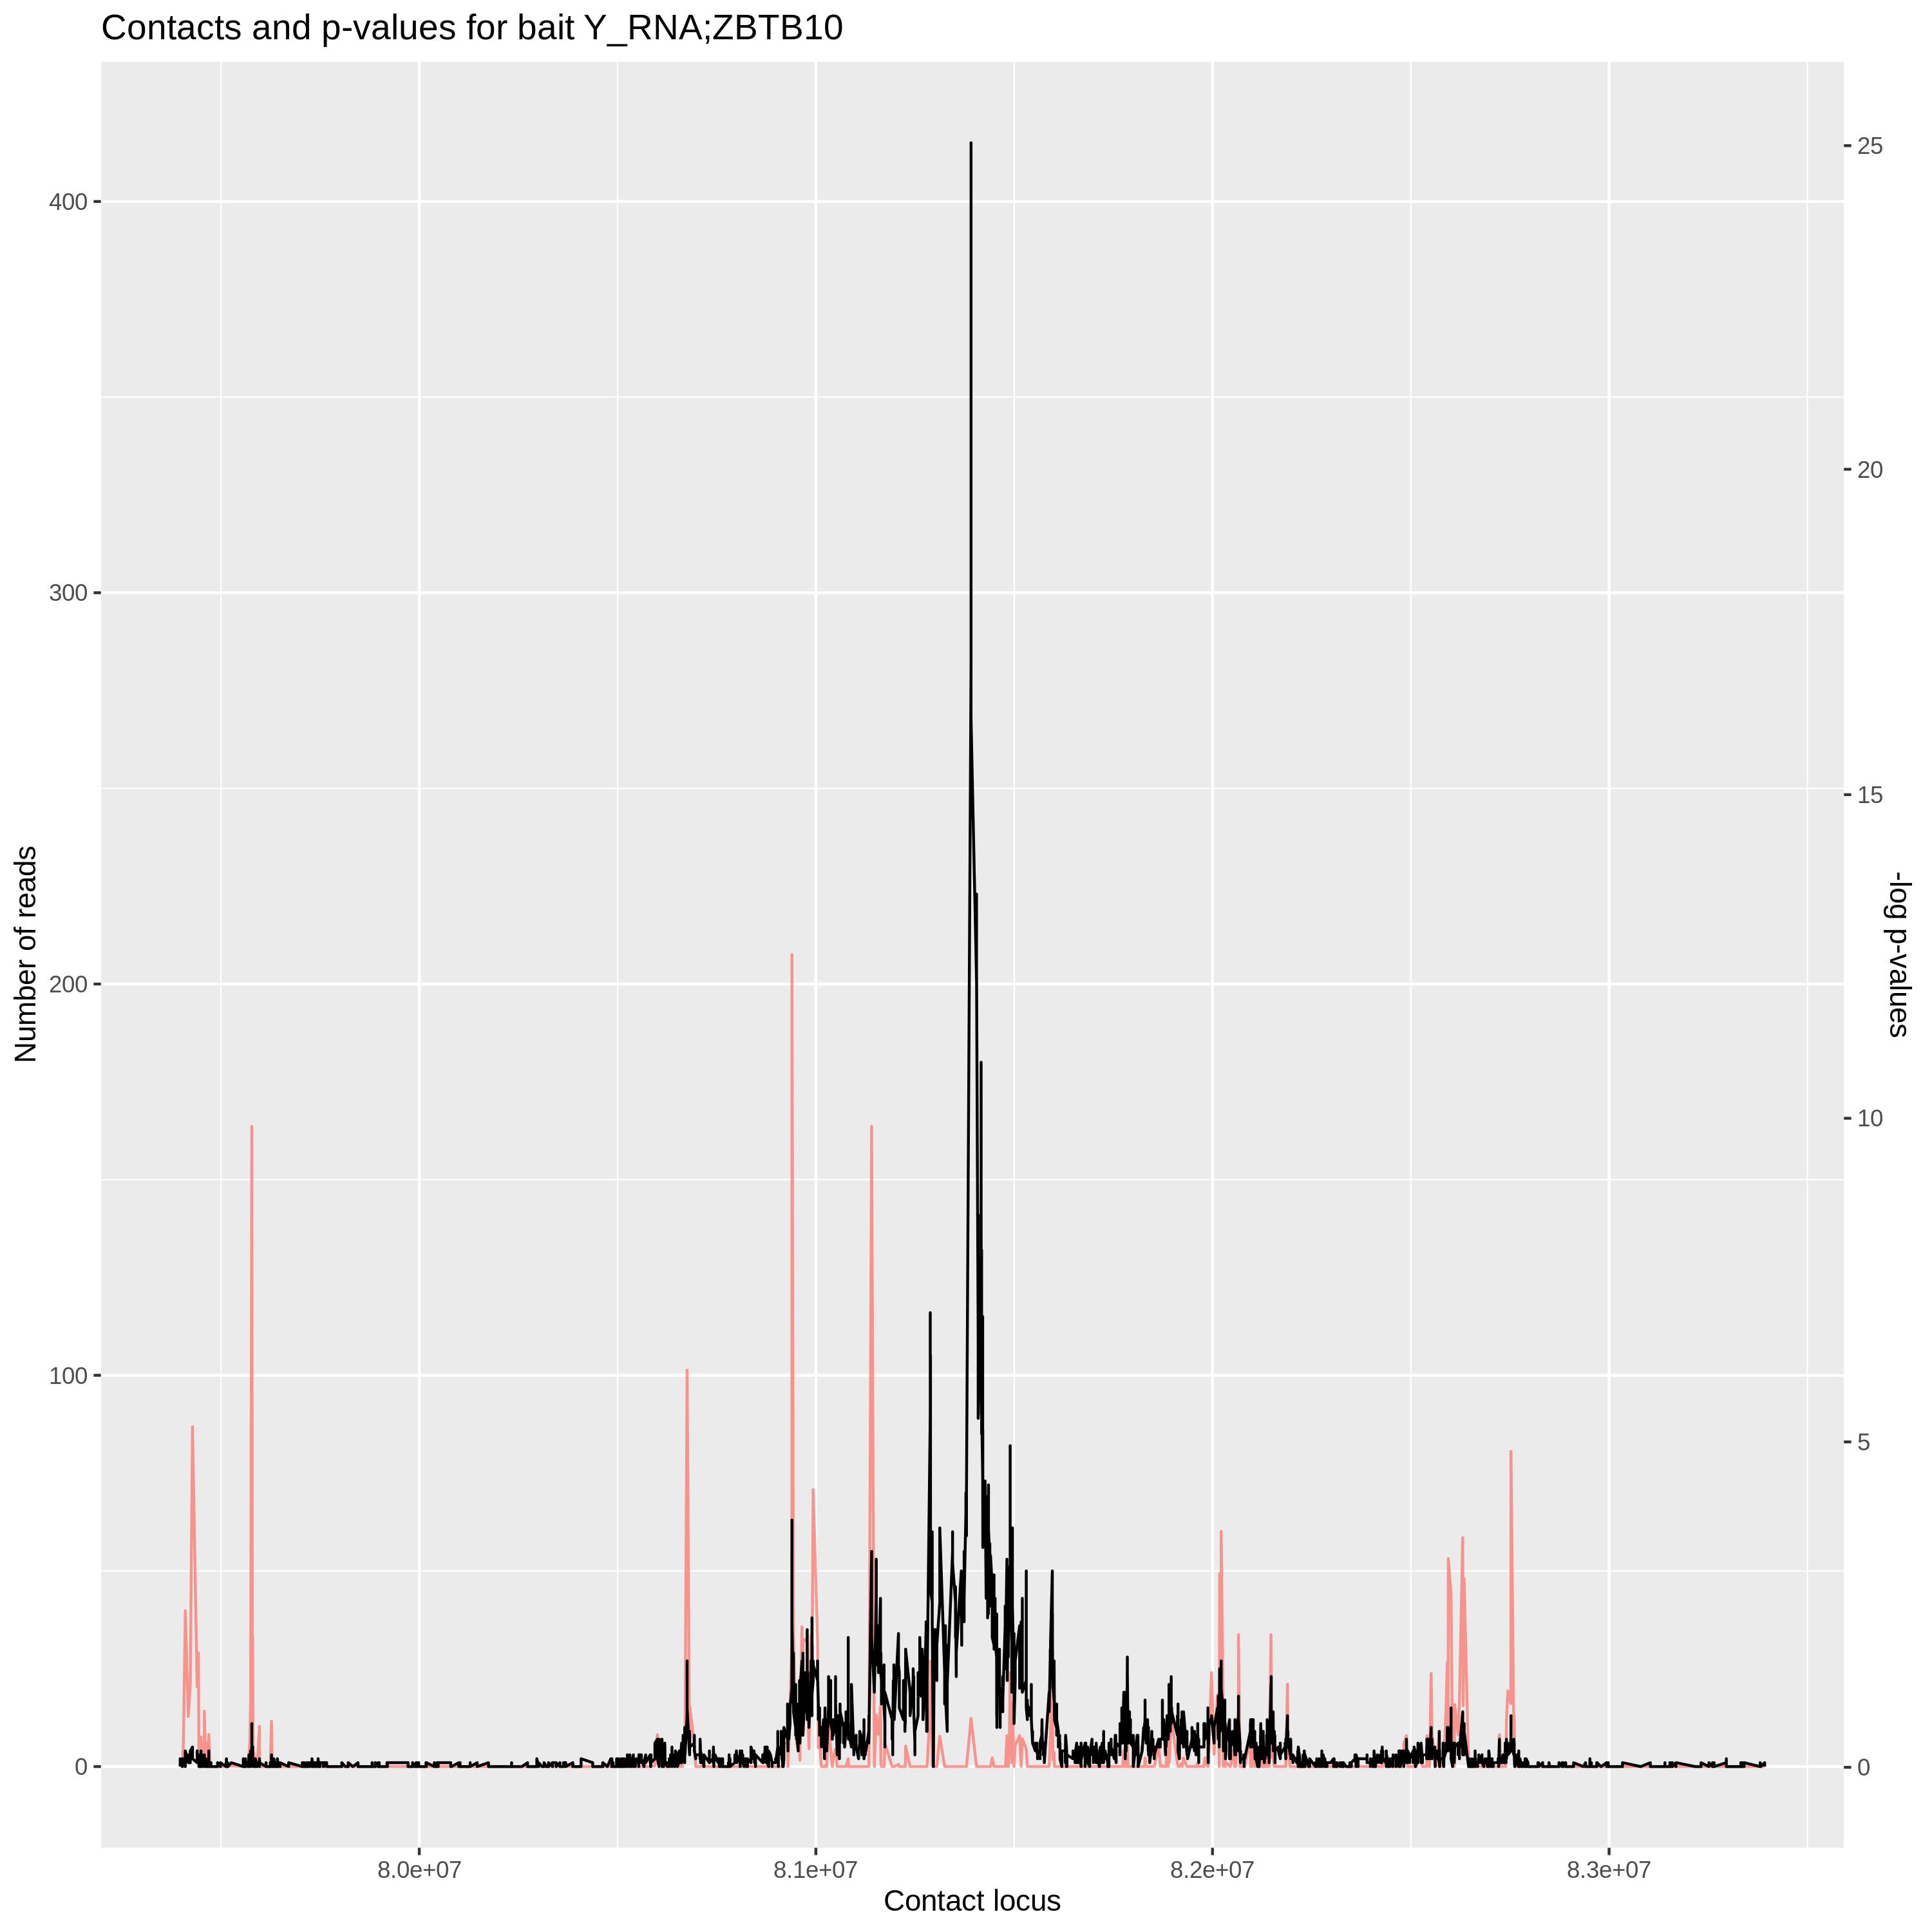 Contacts and p-values for bait Y_RNA;ZBTB10
400
300
200
100
0
Number of reads
25
20
15
10
5
0
-log p-values
8.0e+07
8.1e+07
8.2e+07
8.3e+07
Contact locus